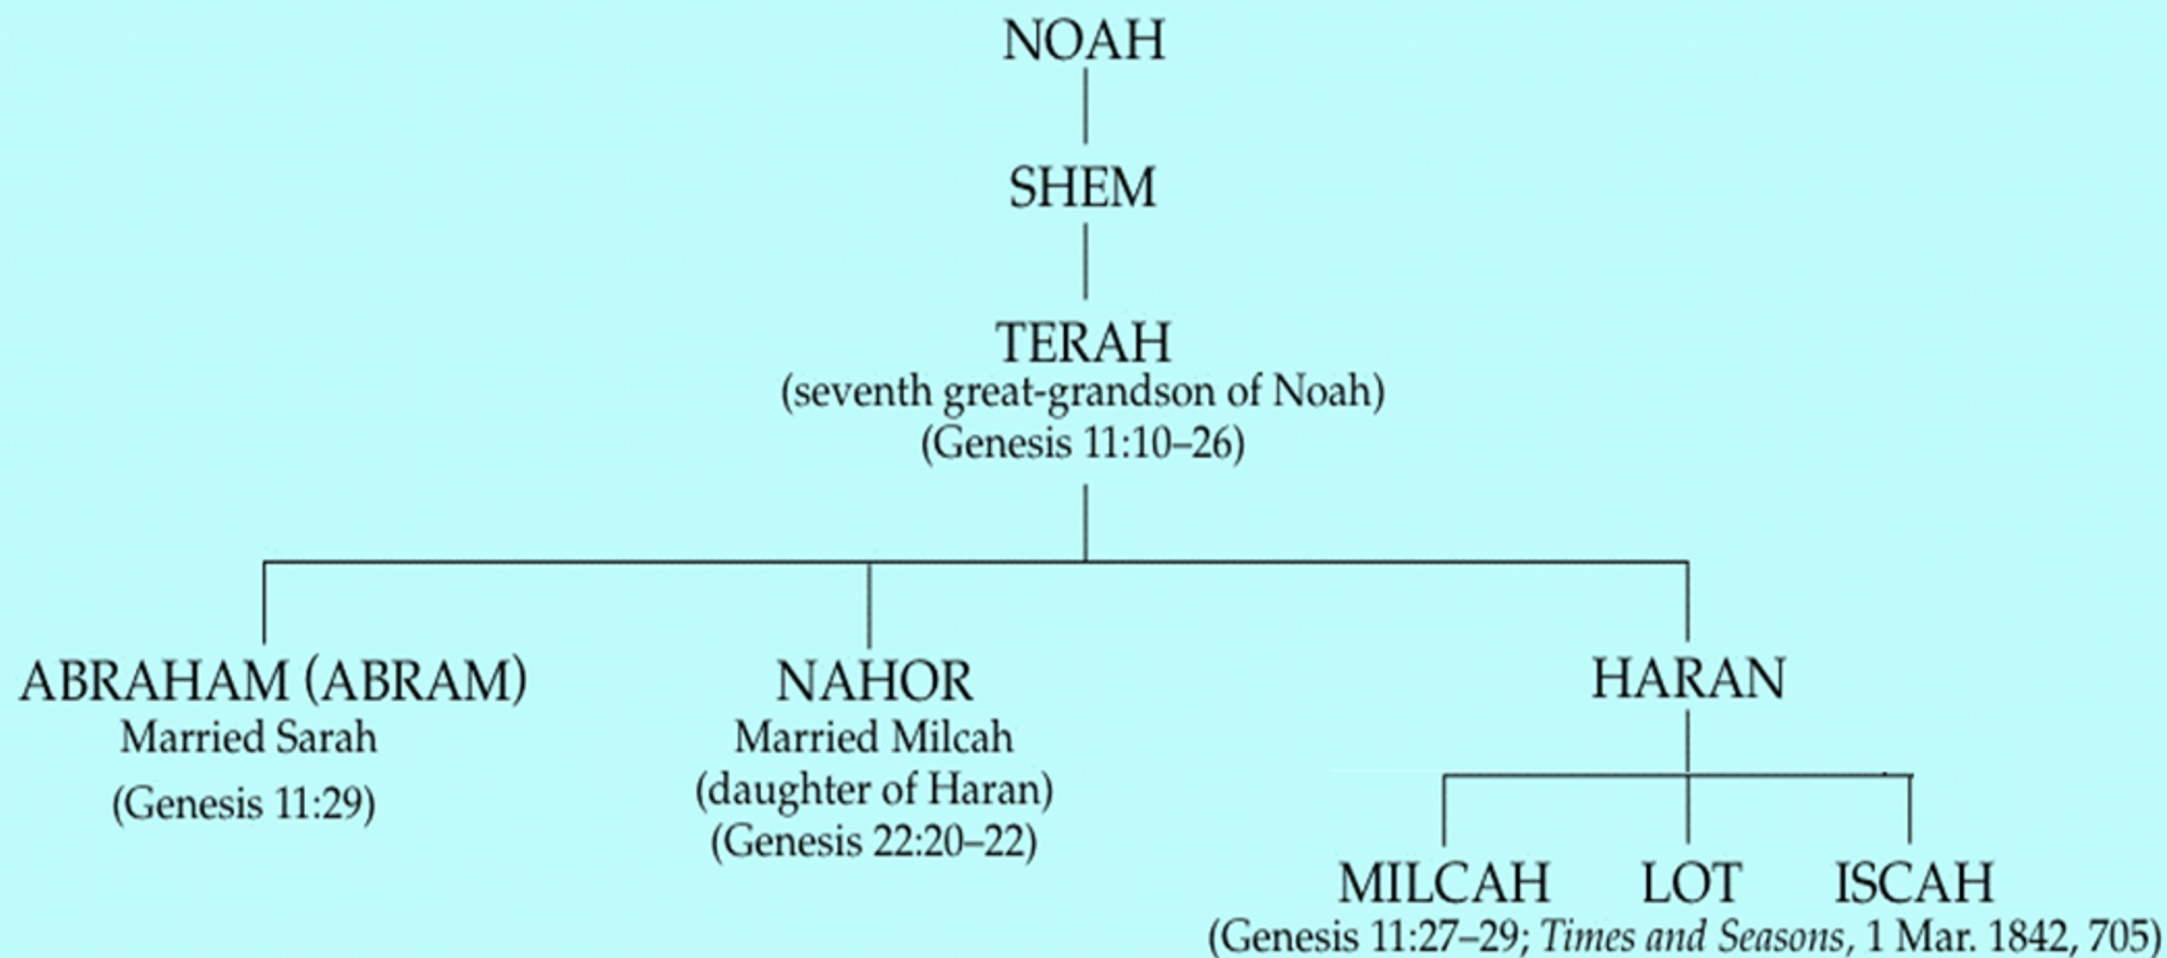 NOAH
SHEM
TERAH
(seventh great-grandson of Noah)
(Genesis 11:10–26)
ABRAHAM (ABRAM)
Married Sarah
(Genesis 11:29)
NAHOR
Married Milcah
(daughter of Haran)
(Genesis 22:20–22)
HARAN
MILCAH LOT ISCAH
(Genesis 11:27–29; Times and Seasons, 1 Mar. 1842, 705)